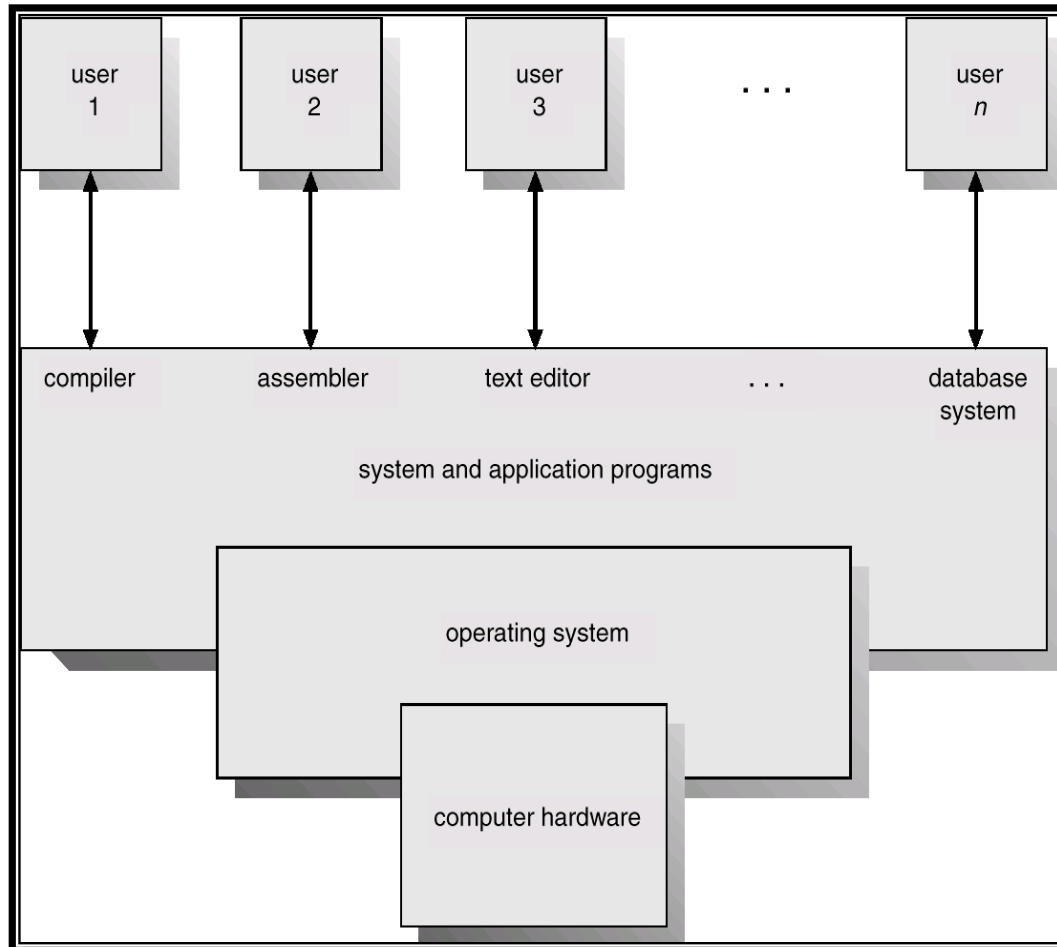 user
1
user
2
user
3
. . .
user
n
compiler
assembler
text editor
. . .
database
system
system and application programs
operating system
computer hardware